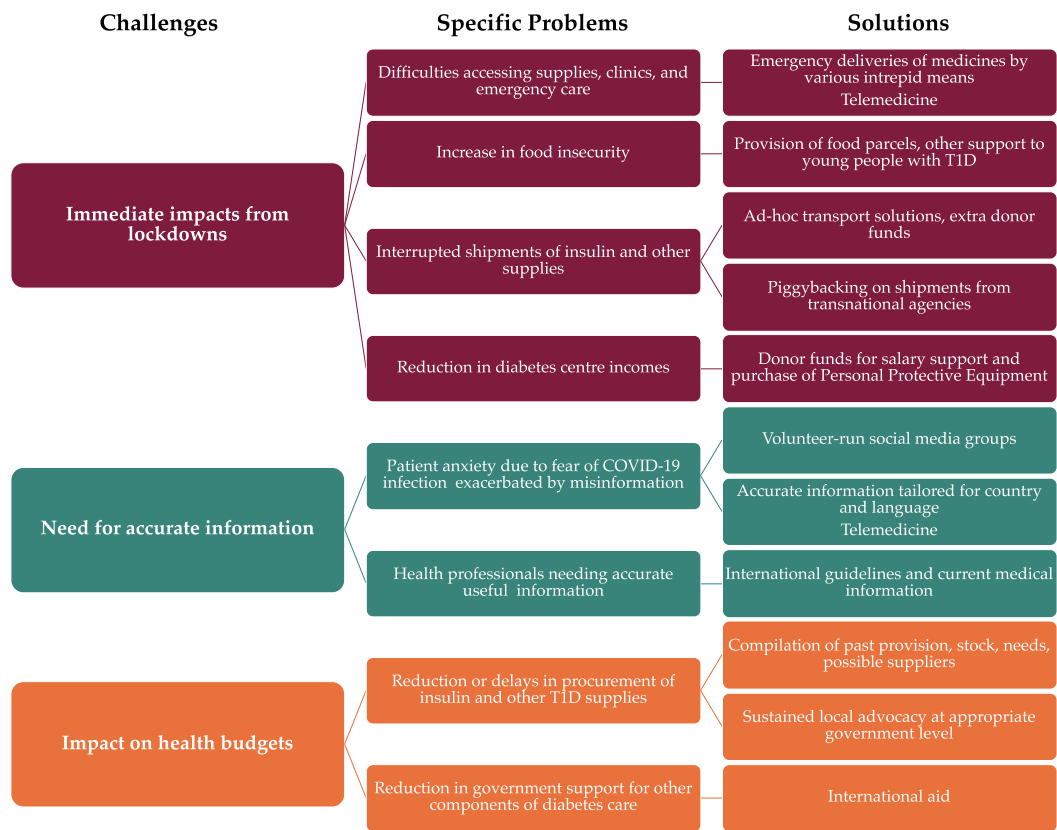 Challenges
Specific Problems
Solutions
Immediate impacts from
lockdowns
Difficulties accessing supplies, clinics, and
emergency care
Emergency deliveries of medicines by
various intrepid means
Telemedicine
Increase in food insecurity
Provision of food parcels, other support to
young people with T1D
Interrupted shipments of insulin and other
supplies
Ad-hoc transport solutions, extra donor
funds
Piggybacking on shipments from
transnational agencies
Reduction in diabetes centre incomes
Donor funds for salary support and
purchase of Personal Protective Equipment
Need for accurate information
Patient anxiety due to fear of COVID-19
infection exacerbated by misinformation
Volunteer-run social media groups
Accurate information tailored for country
and language
Telemedicine
Health professionals needing accurate
useful information
International guidelines and current medical
information
Impact on health budgets
Reduction or delays in procurement of
insulin and other T1D supplies
Compilation of past provision, stock, needs,
possible suppliers
Sustained local advocacy at appropriate
government level
Reduction in government support for other
components of diabetes care
International aid